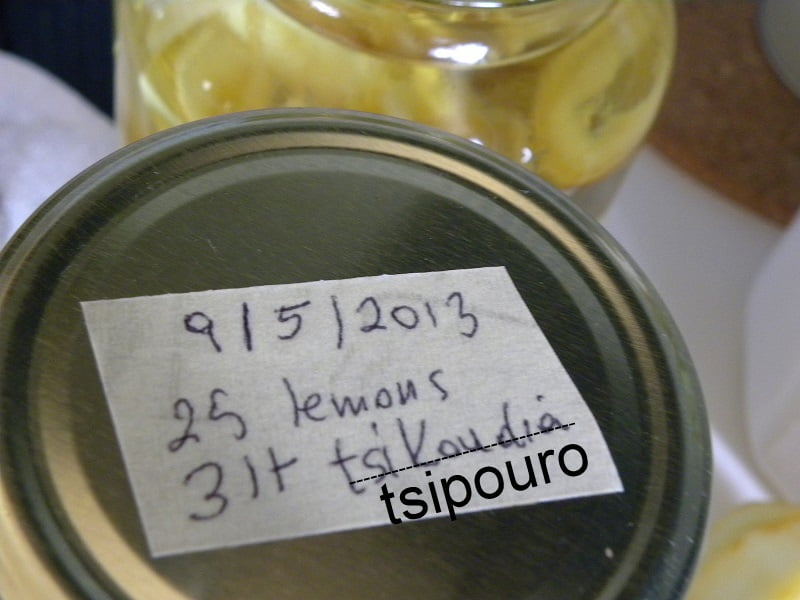 9/5/2013
25 lemons
3lt tsikoudia
tsipouro